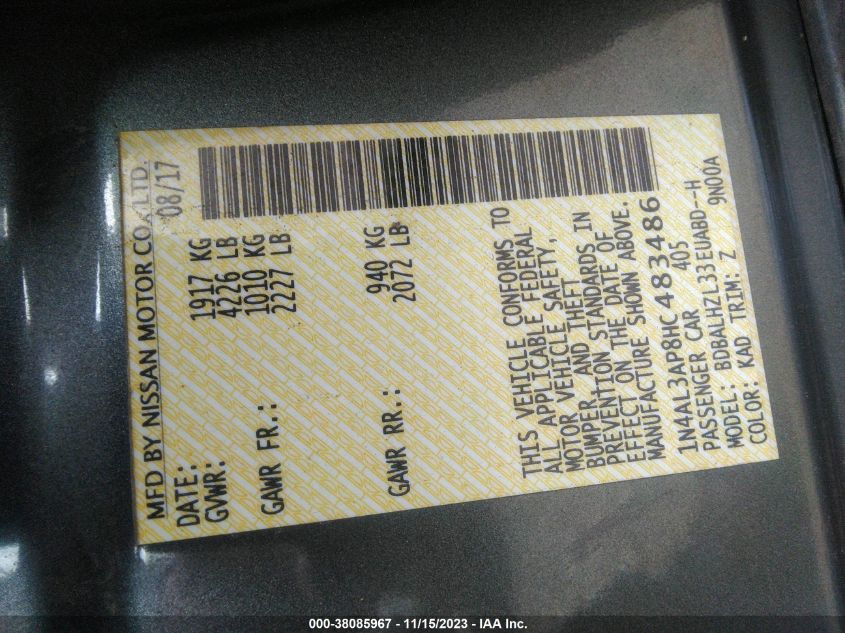 MFD BY NISSAN MOTOR CO., LTD.
DATE: 08/17
GVWR: 1917 KG
4226 LB
GAWR FR.: 1010 KG
2227 LB
GAWR RR.: 940 KG
2072 LB
THIS VEHICLE CONFORMS TO
ALL APPLICABLE FEDERAL
MOTOR VEHICLE SAFETY,
BUMPER, AND THEFT
PREVENTION STANDARDS IN
EFFECT ON THE DATE OF
MANUFACTURE SHOWN ABOVE.
1N4AL3AP8HC483486
PASSENGER CAR 405
MODEL: BDBALHZL33EUABD--H
COLOR: KAD TRIM: Z 9N00A
000-38085967 - 11/15/2023 - IAA Inc.